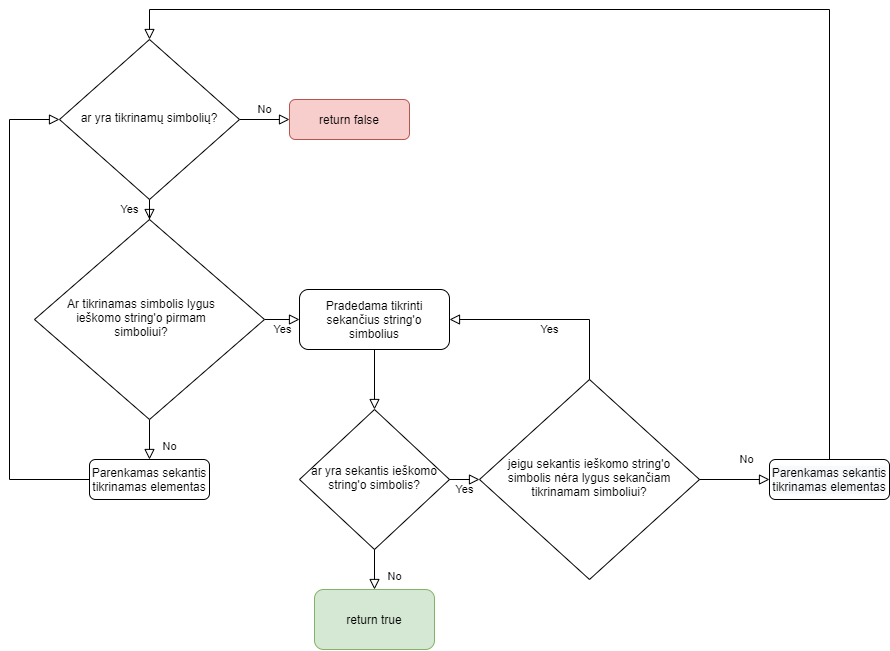 ar yra tikrinamų simbolių?
No
return false
Yes
Ar tikrinamas simbolis lygus
ieškomo string'o pirmam
simboliui?
Yes
Pradedama tikrinti
sekančius string'o
simbolius
Yes
No
Parenkamas sekantis
tikrinamas elementas
ar yra sekantis ieškomo
string'o simbolis?
Yes
jeigu sekantis ieškomo string'o
simbolis nėra lygus sekančiam
tikrinamam simboliui?
No
Parenkamas sekantis
tikrinamas elementas
No
return true